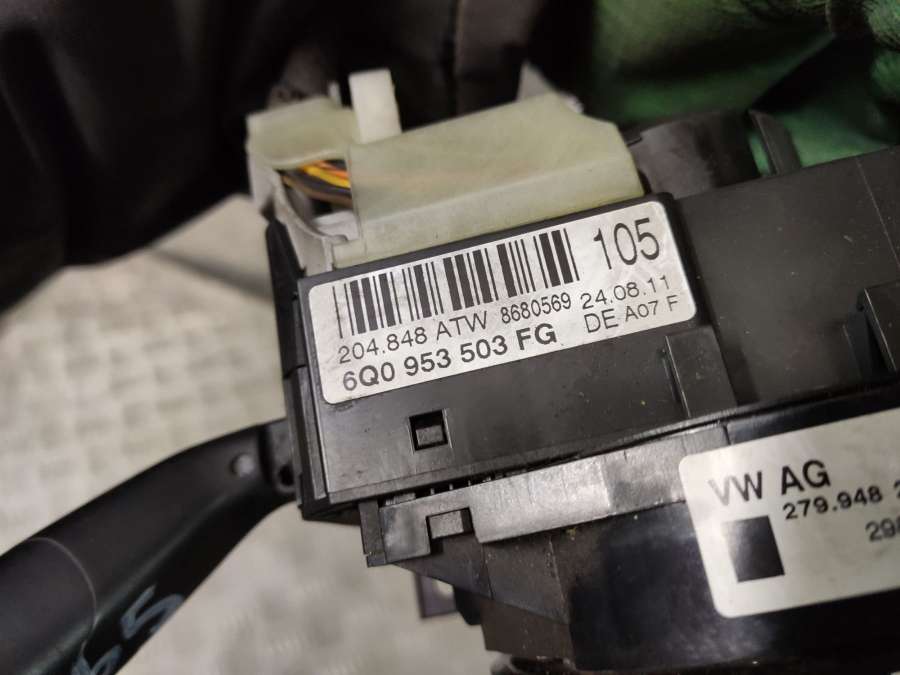 105
204.848 ATW 8680569 24.08.11
6Q0 953 503 FG DE A07 F
VW AG
279.948